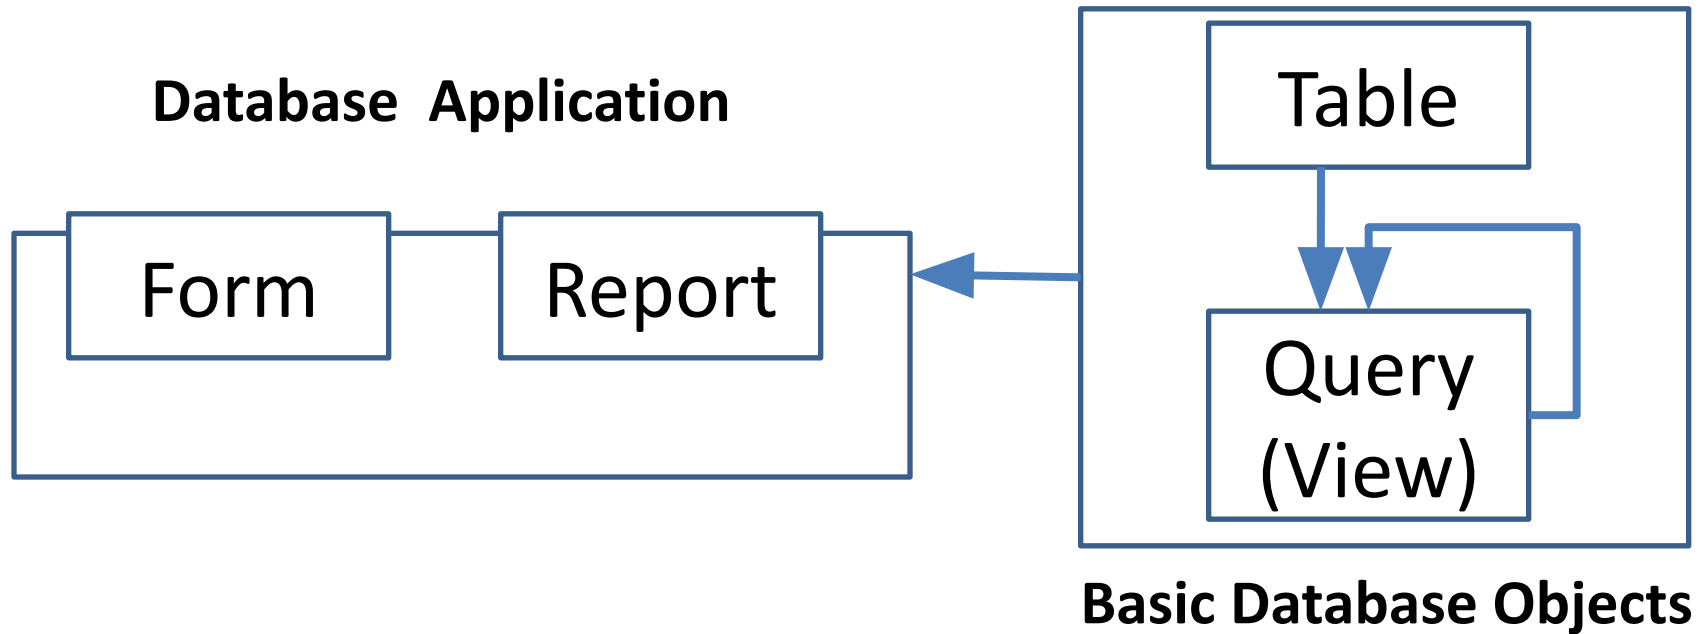 Database Application
Form
Report
Table
Query
(View)
Basic Database Objects